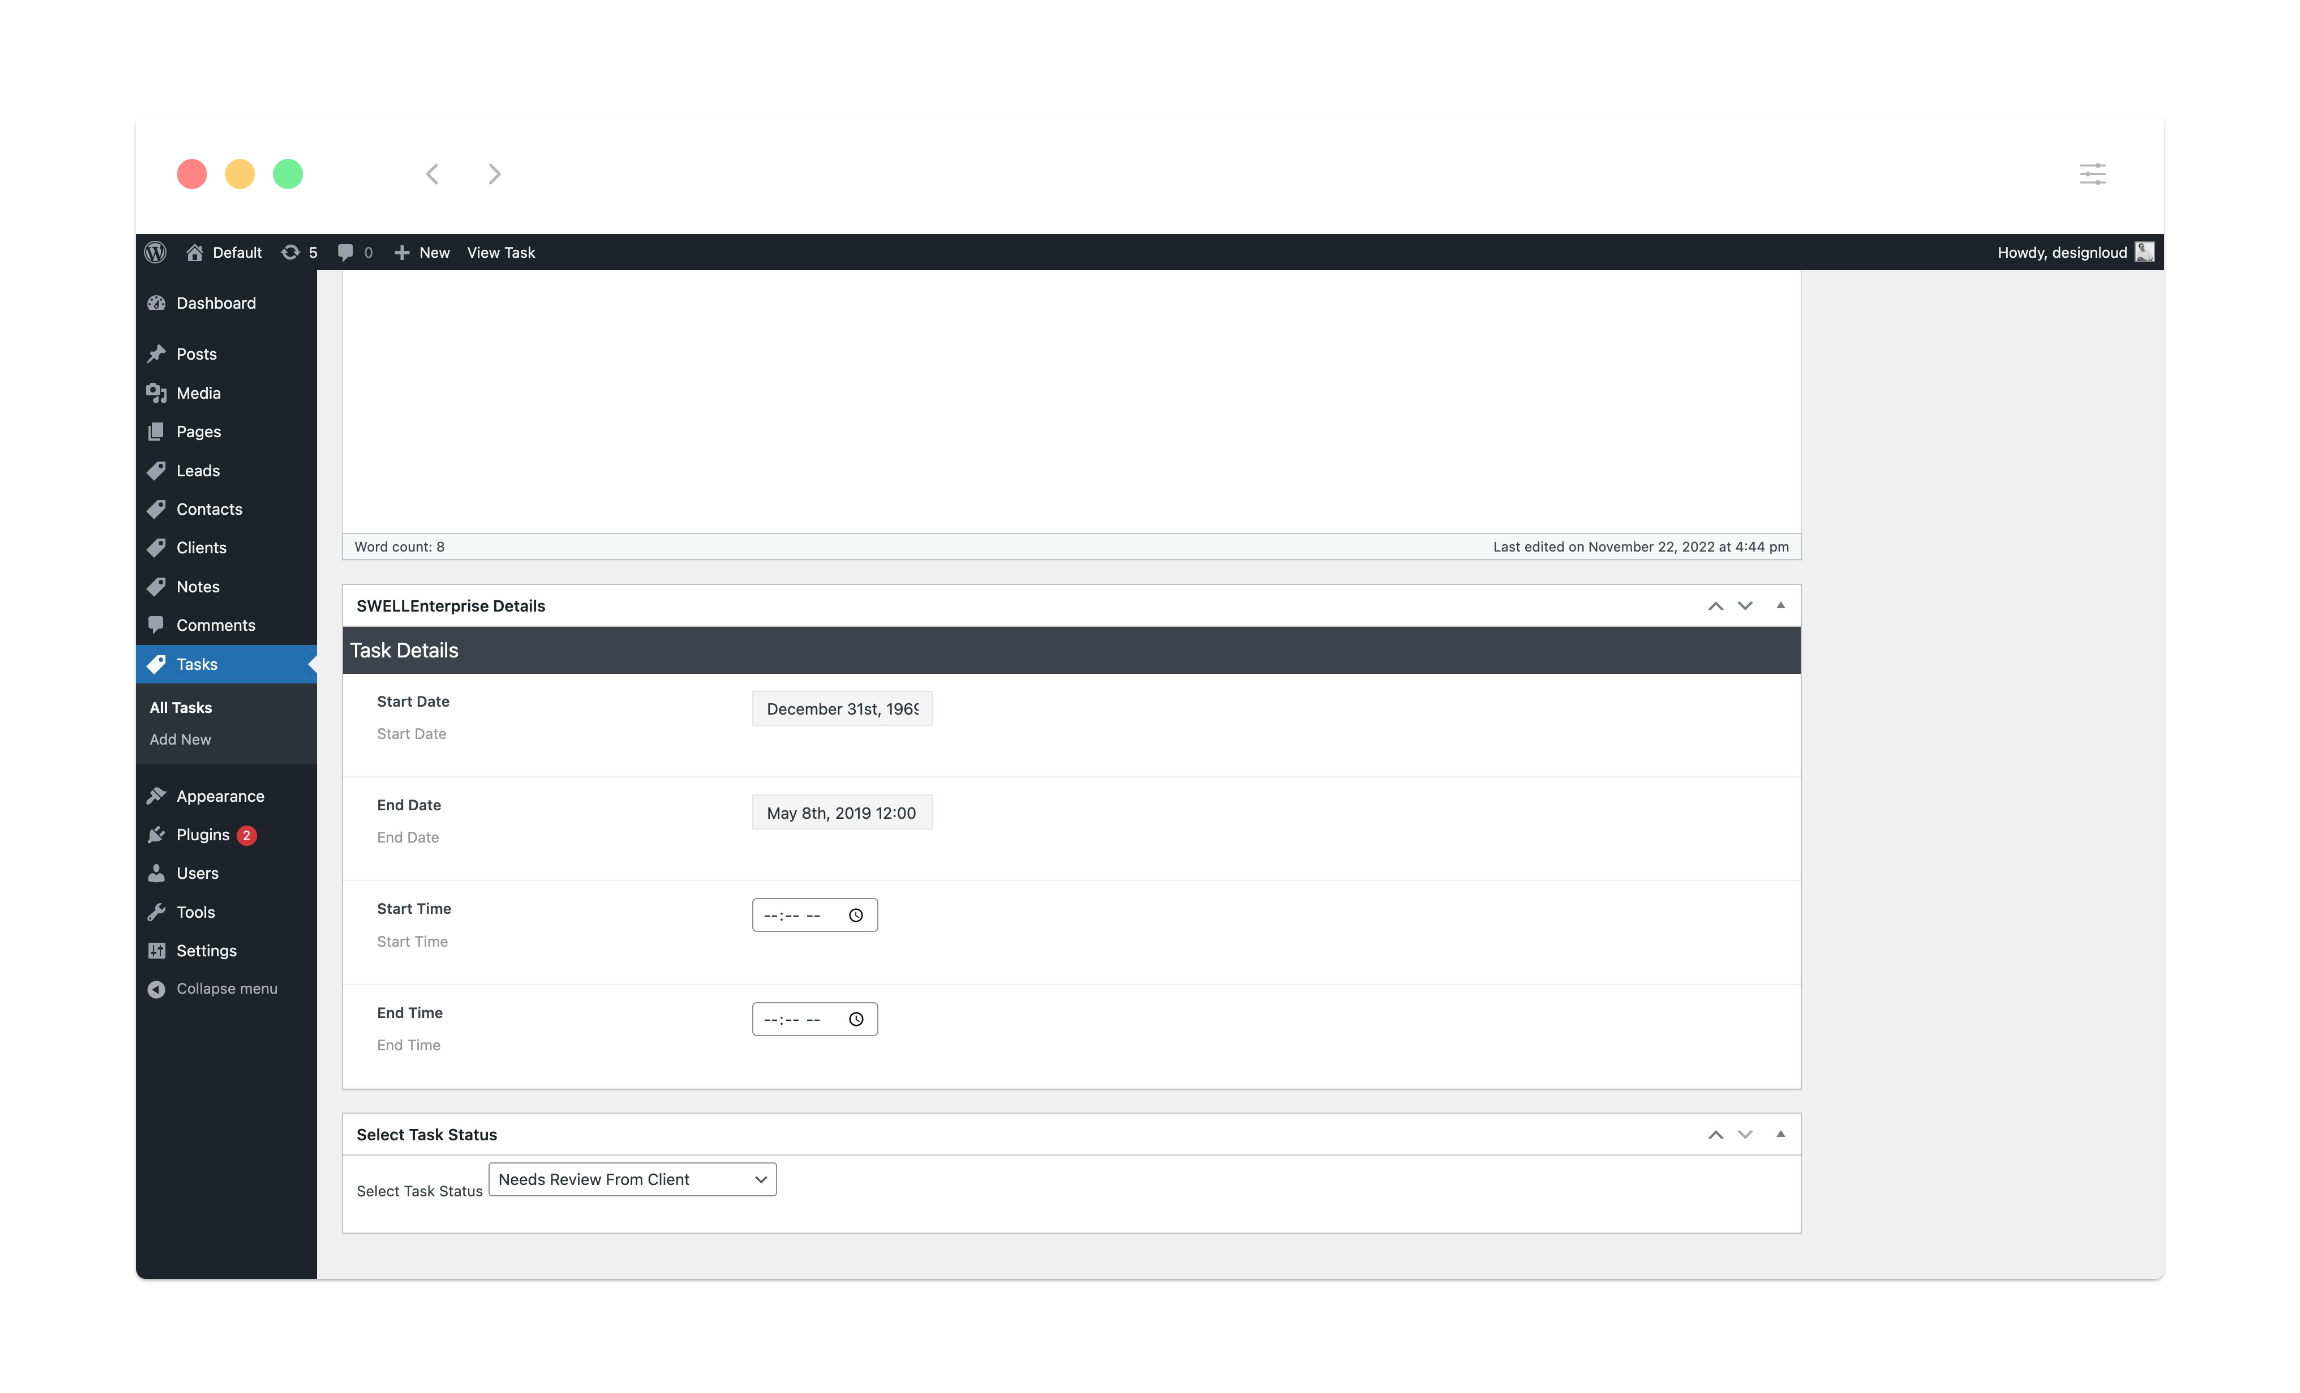 Default 5 0 New View Task Howdy, designloud
Dashboard
Posts
Media
Pages
Leads
Contacts
Clients
Notes
Comments
Tasks
All Tasks
Add New
Appearance
Plugins 2
Users
Tools
Settings
Collapse menu
Word count: 8 Last edited on November 22, 2022 at 4:44 pm
SWELLEnterprise Details
Task Details
Start Date December 31st, 1969
Start Date
End Date May 8th, 2019 12:00
End Date
Start Time --:-- --
Start Time
End Time --:-- --
End Time
Select Task Status
Select Task Status Needs Review From Client